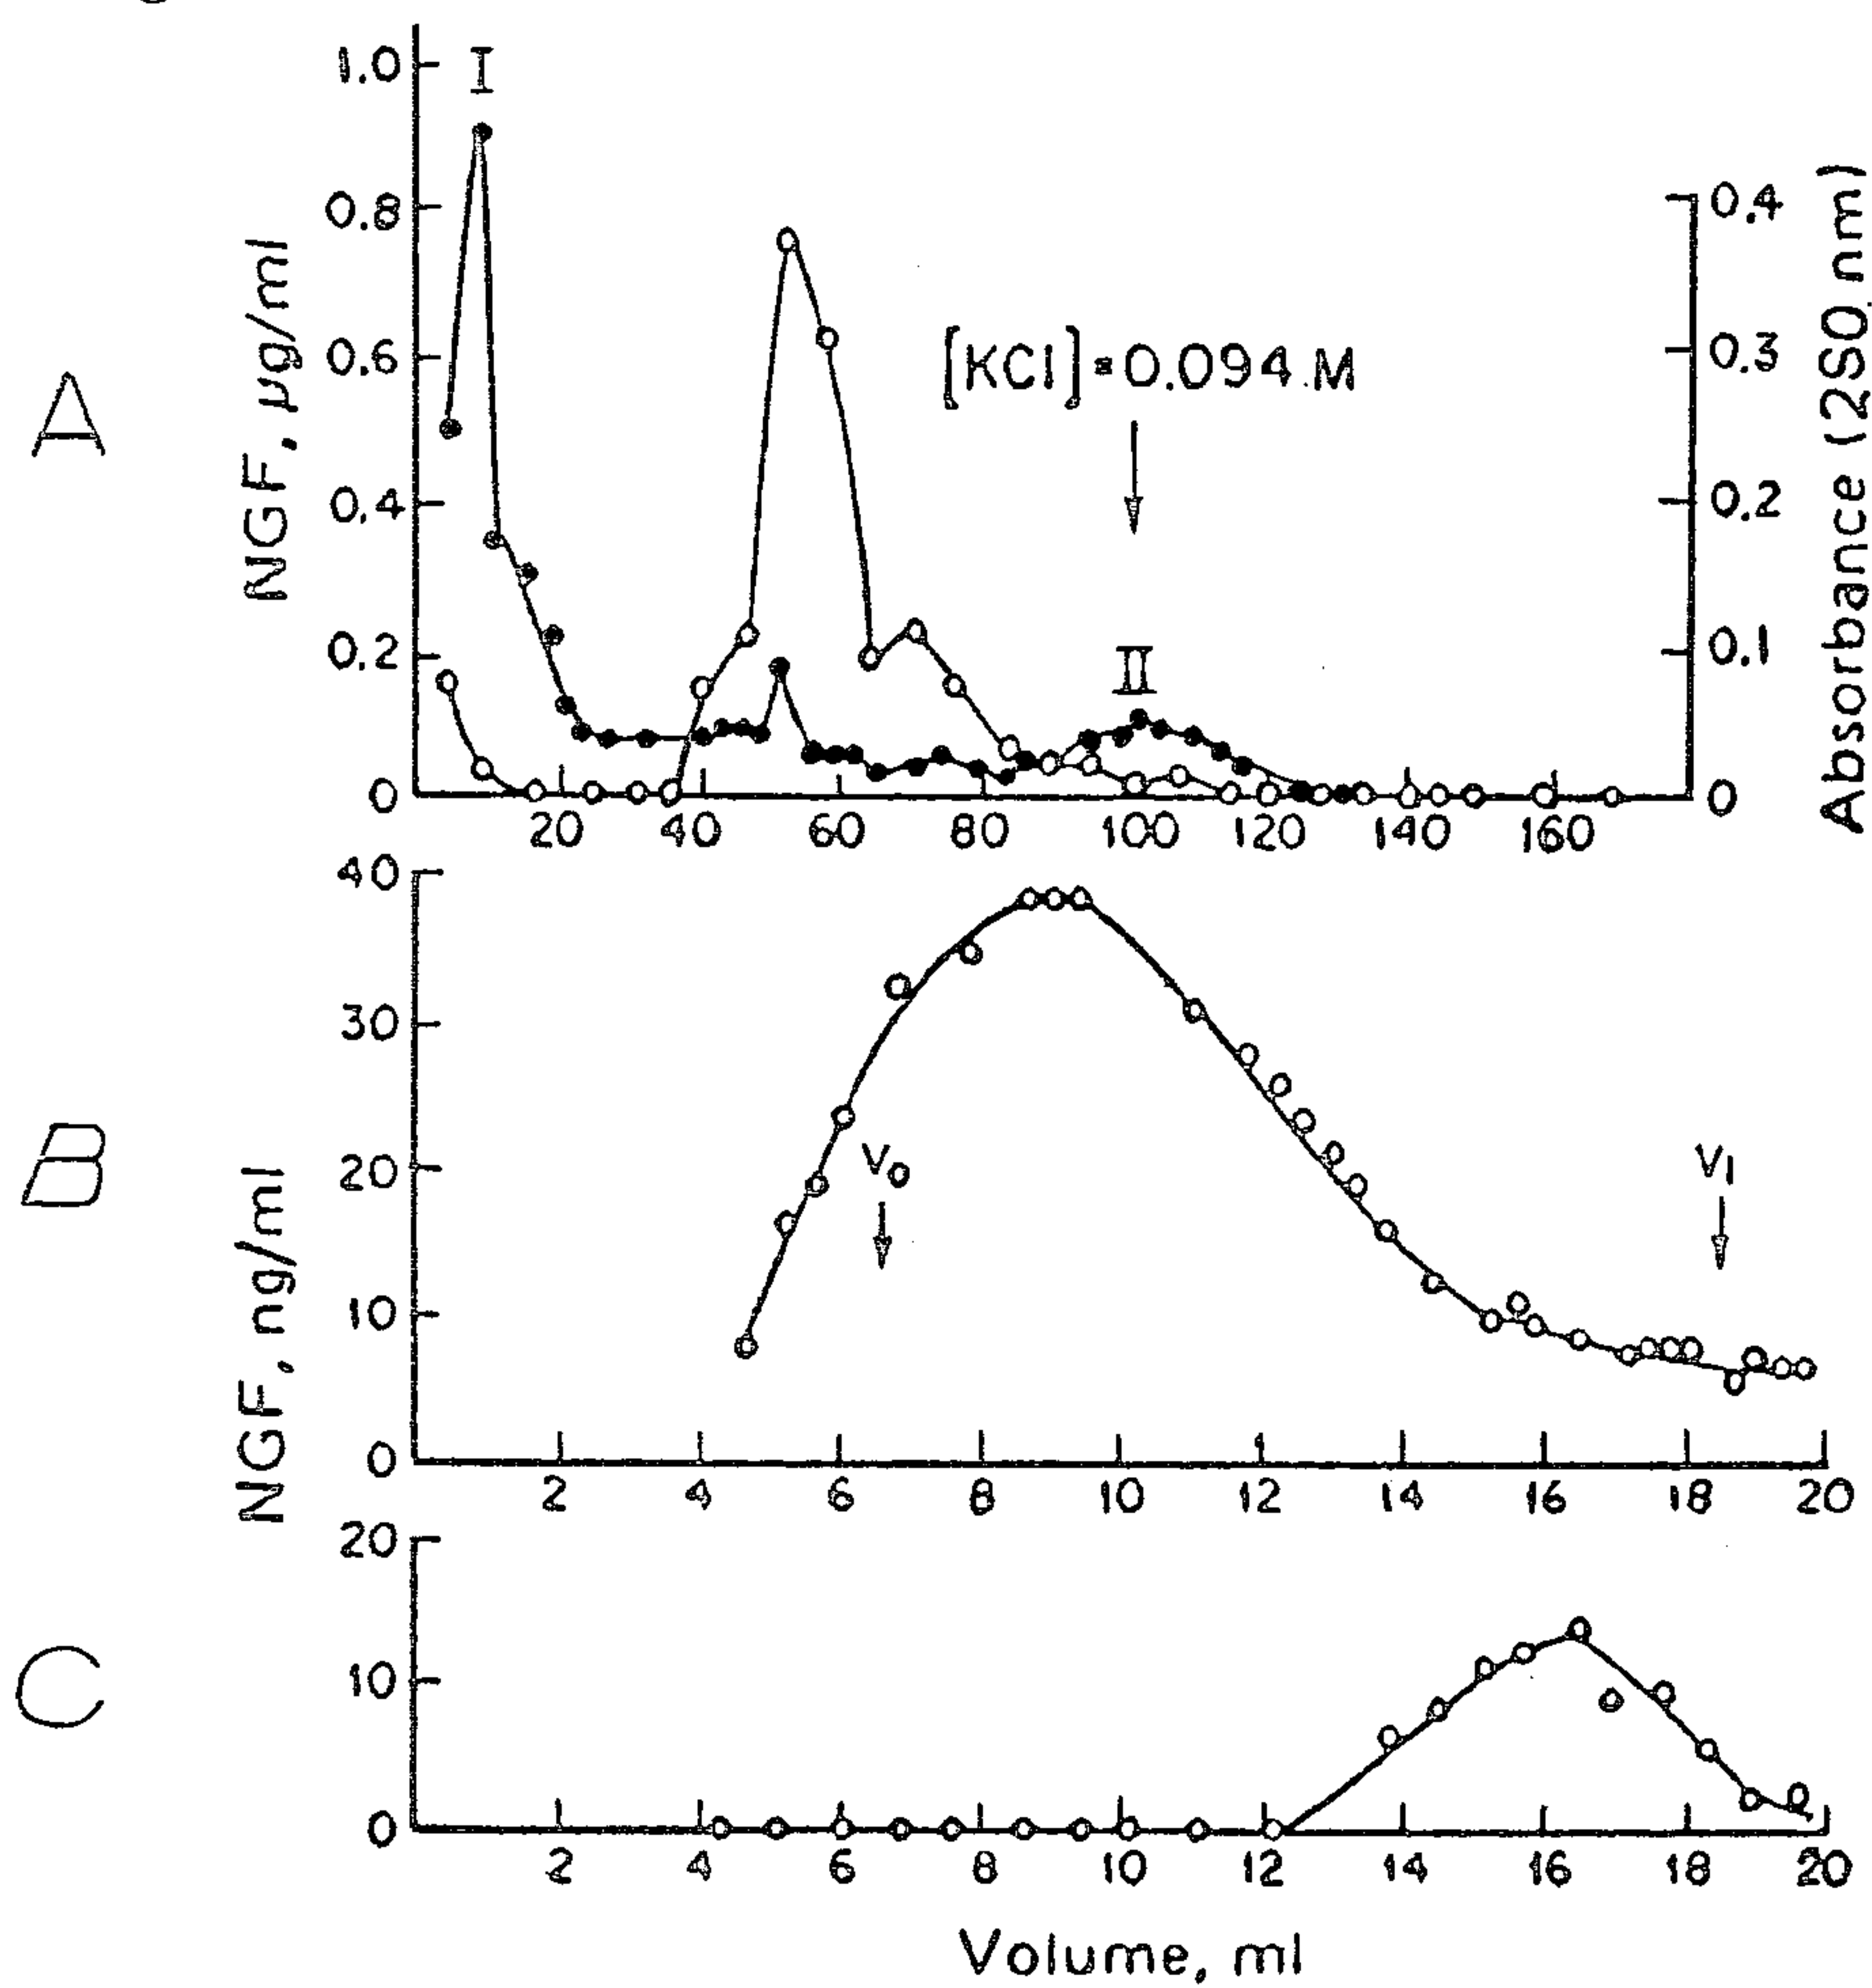 A
NGF, µg/ml
1.0
0.8
0.6
0.4
0.2
0
I
[KCl]=0.094 M
II
0.4
0.3
0.2
0.1
0
Absorbance (2SO nm)
20 40 60 80 100 120 140 160
B
NGF, ng/ml
40
30
20
10
0
Vo
V1
2 4 6 8 10 12 14 16 18 20
C
20
10
0
2 4 6 8 10 12 14 16 18 20
Volume, ml